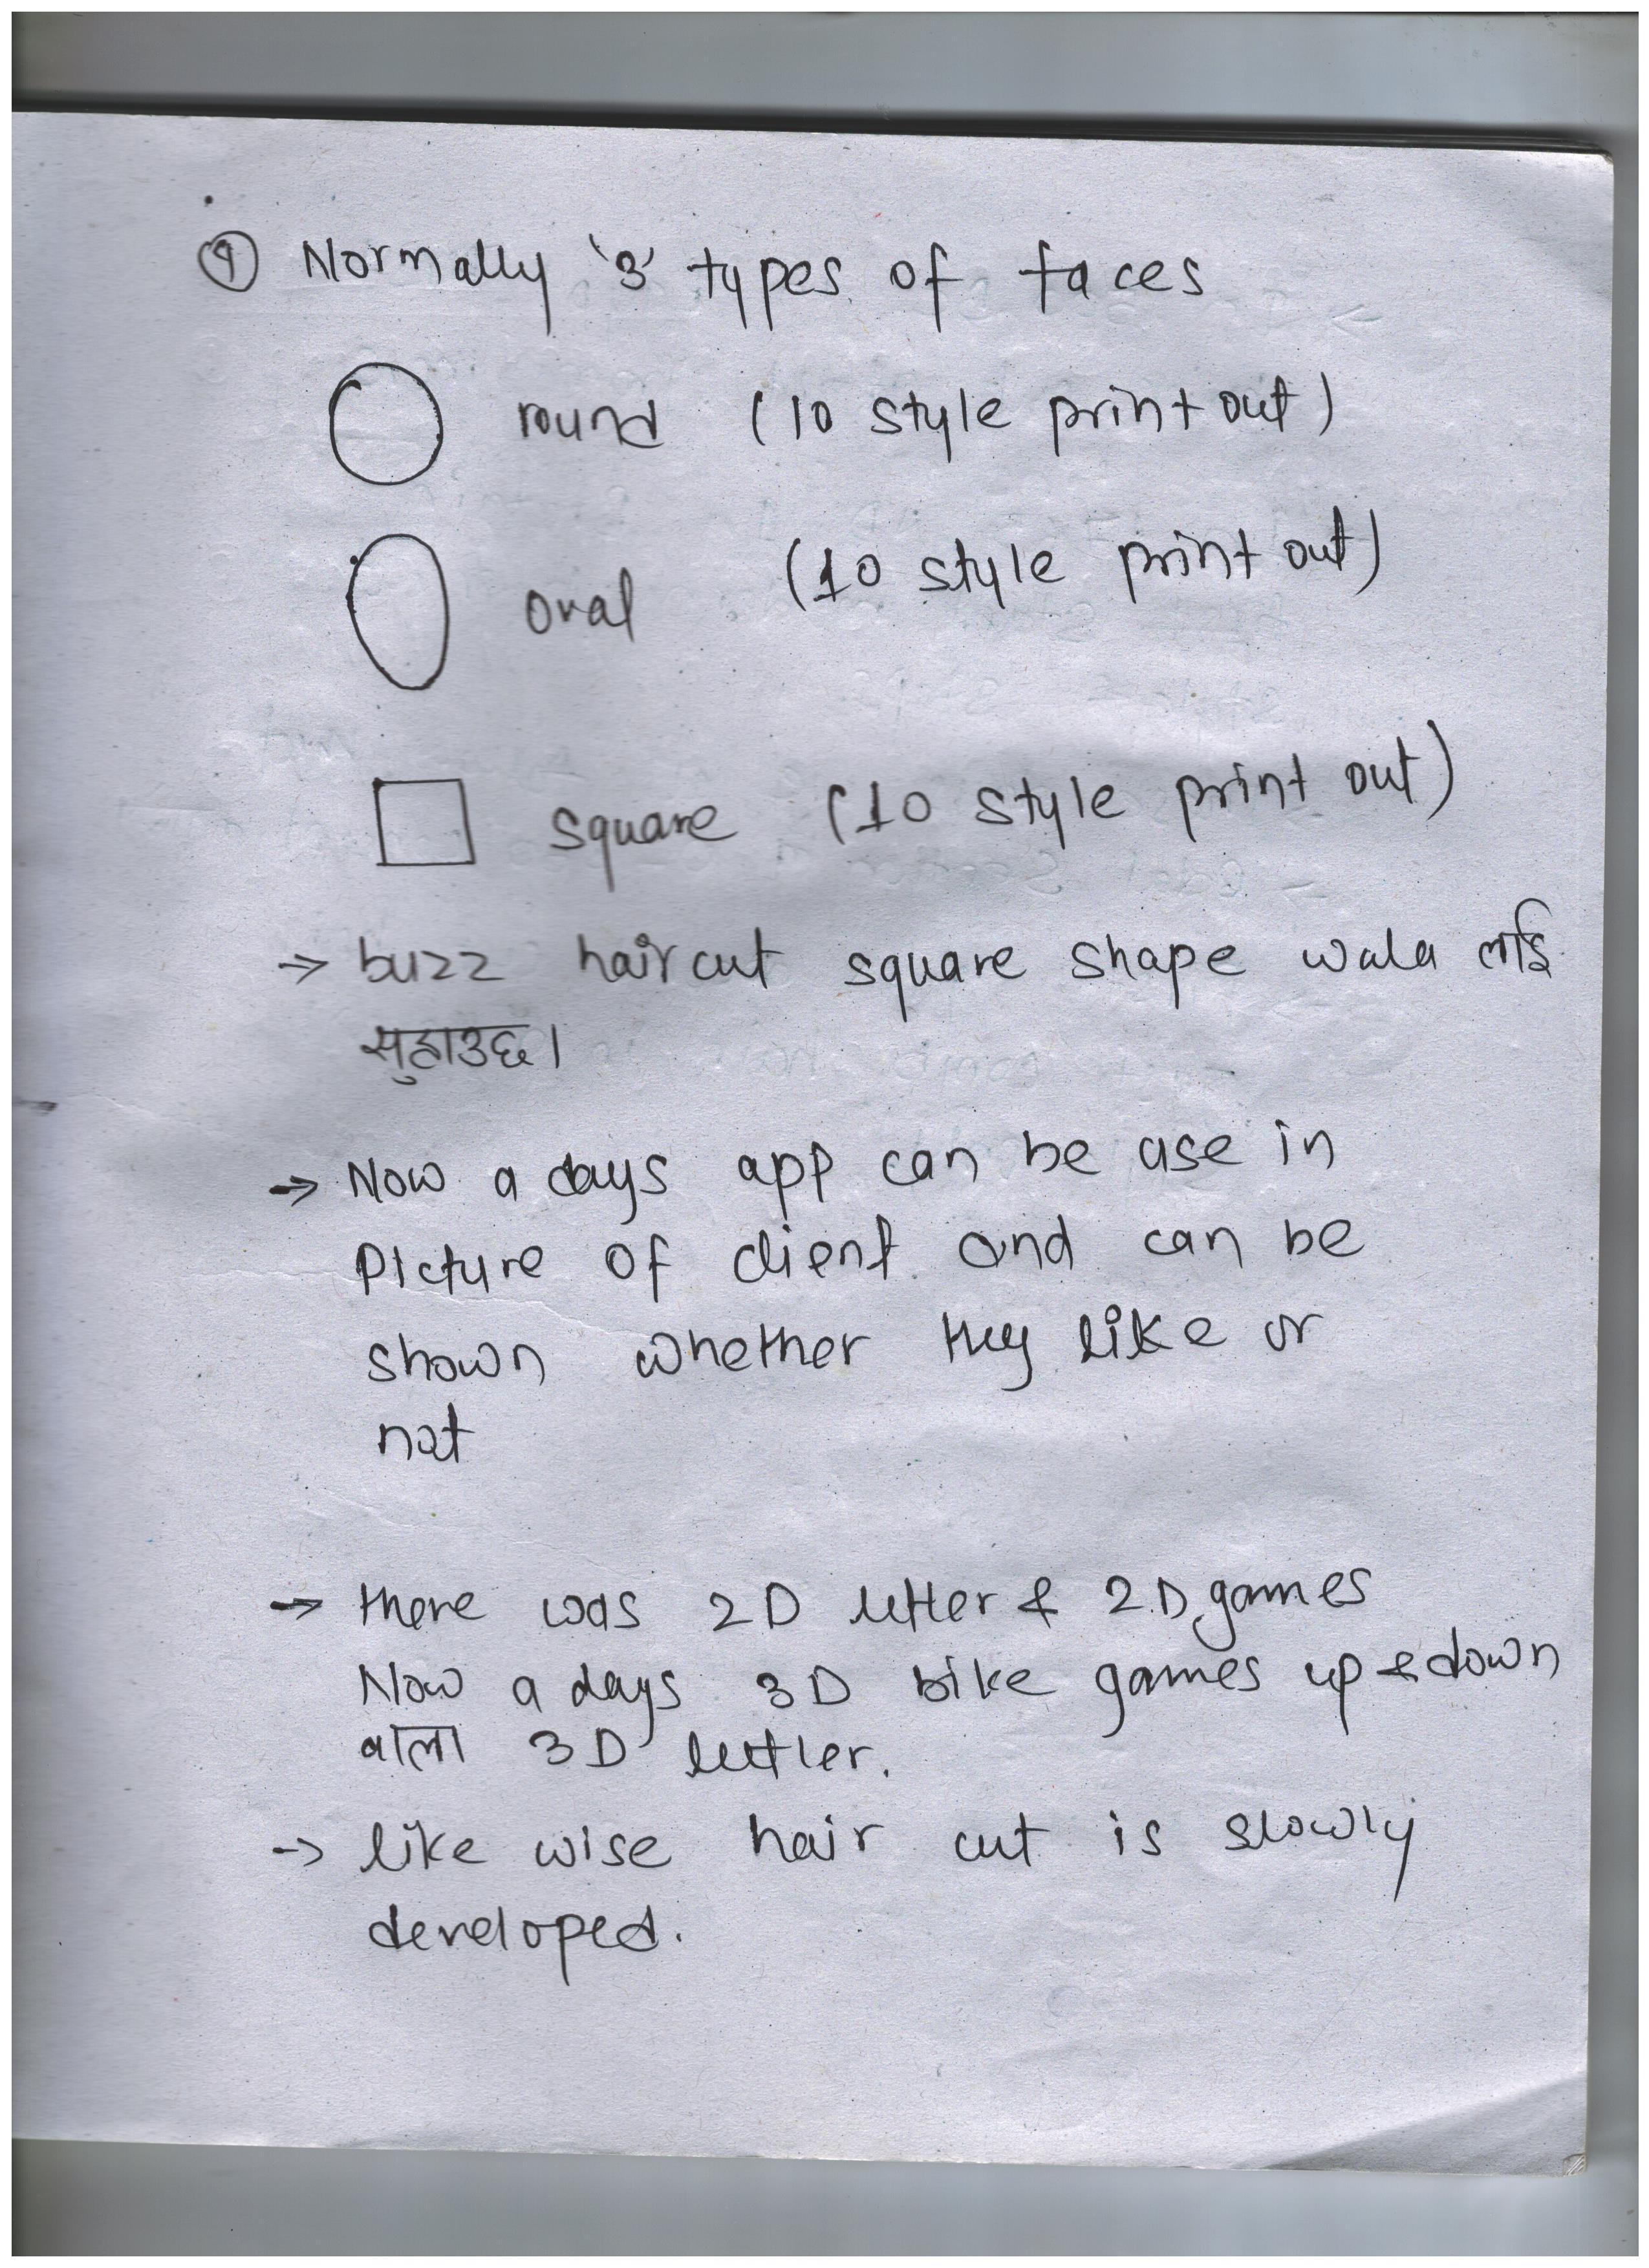 ९ Normally '3' types of faces
round (10 style print out)
oval (10 style print out)
square (10 style print out)
→ buzz hair cut square shape wala लाई
सुहाउछ।
→ Now a days app can be use in
Picture of client and can be
shown whether they like or
not
→ there was 2D letter & 2D games
Now a days 3D bike games up & down
वाला 3D letter.
→ like wise hair cut is slowly
developed.